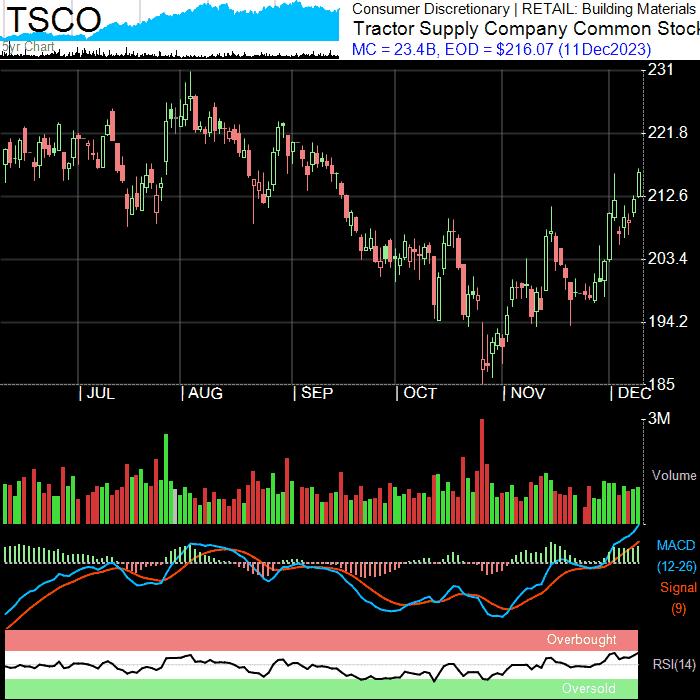 TSCO
5yr Chart
Consumer Discretionary | RETAIL: Building Materials
Tractor Supply Company Common Stock
MC = 23.4B, EOD = $216.07 (11Dec2023)
231
221.8
212.6
203.4
194.2
185
| JUL | AUG | SEP | OCT | NOV | DEC
3M
Volume
MACD
(12-26)
Signal
(9)
Overbought
RSI(14)
Oversold